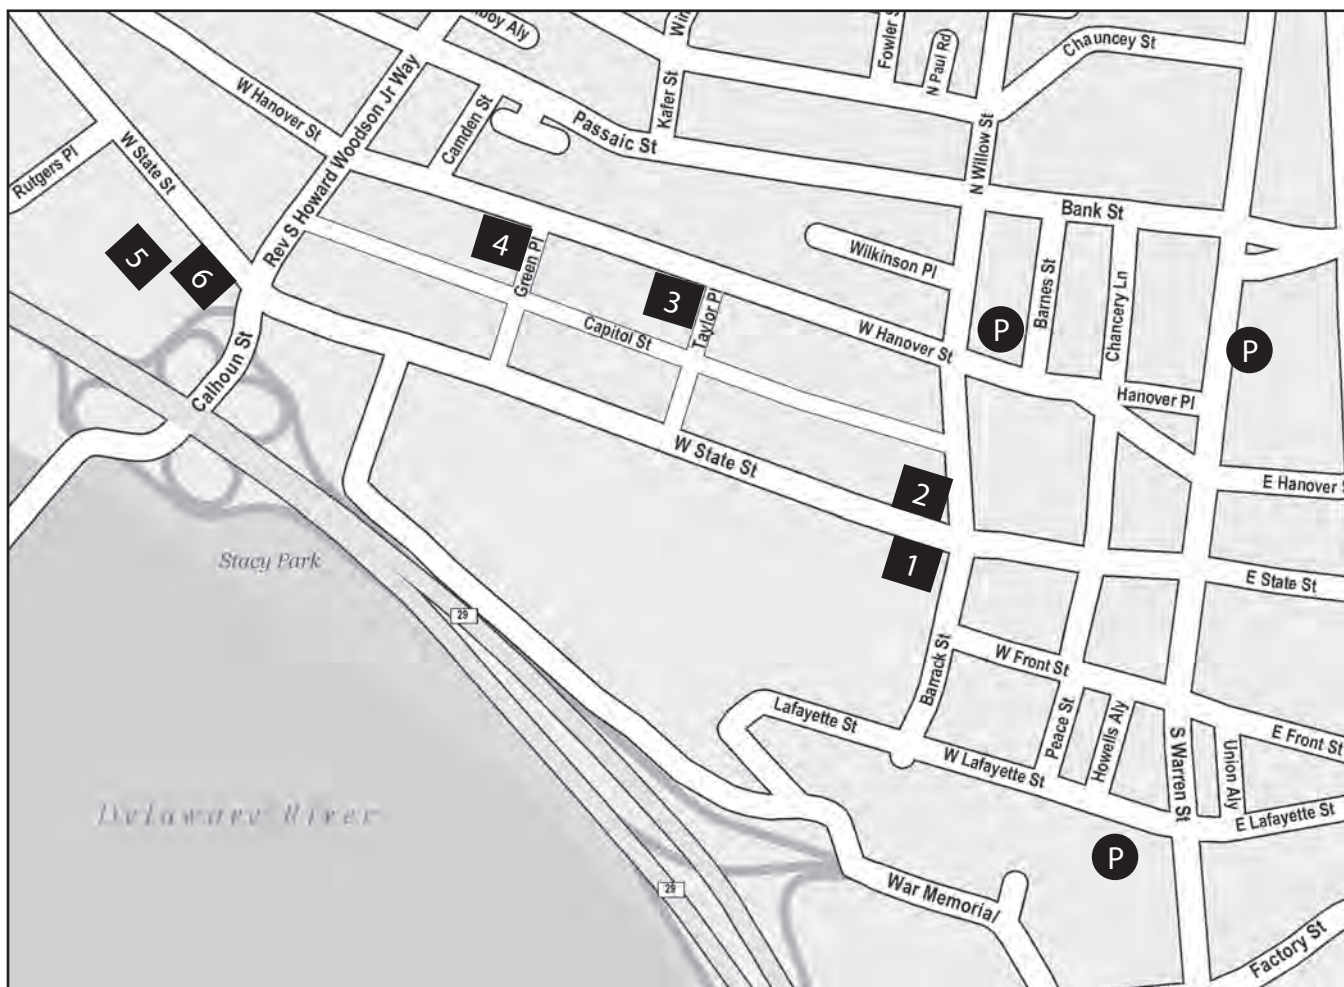 Chauncey St
Fowler S
N Paul Rd
Kafer St
W Hanover St
Rev S Howard Woodson Jr Way
Camden St
Passaic St
N Willow St
W State St
Rutgers Pl
Bank St
4
5
6
Green Pl
3
Taylor Pl
Wilkinson Pl
Barnes St
Chancery Ln
P
P
Capitol St
W Hanover St
Calhoun St
Hanover Pl
W State St
2
E Hanover S
1
Stacy Park
E State St
29
W Front St
Barrack St
Lafayette St
Peace St
Howells Aly
E Front St
W Lafayette St
S Warren St
Union Aly
Delaware River
E Lafayette St
P
29
War Memorial
Factory St